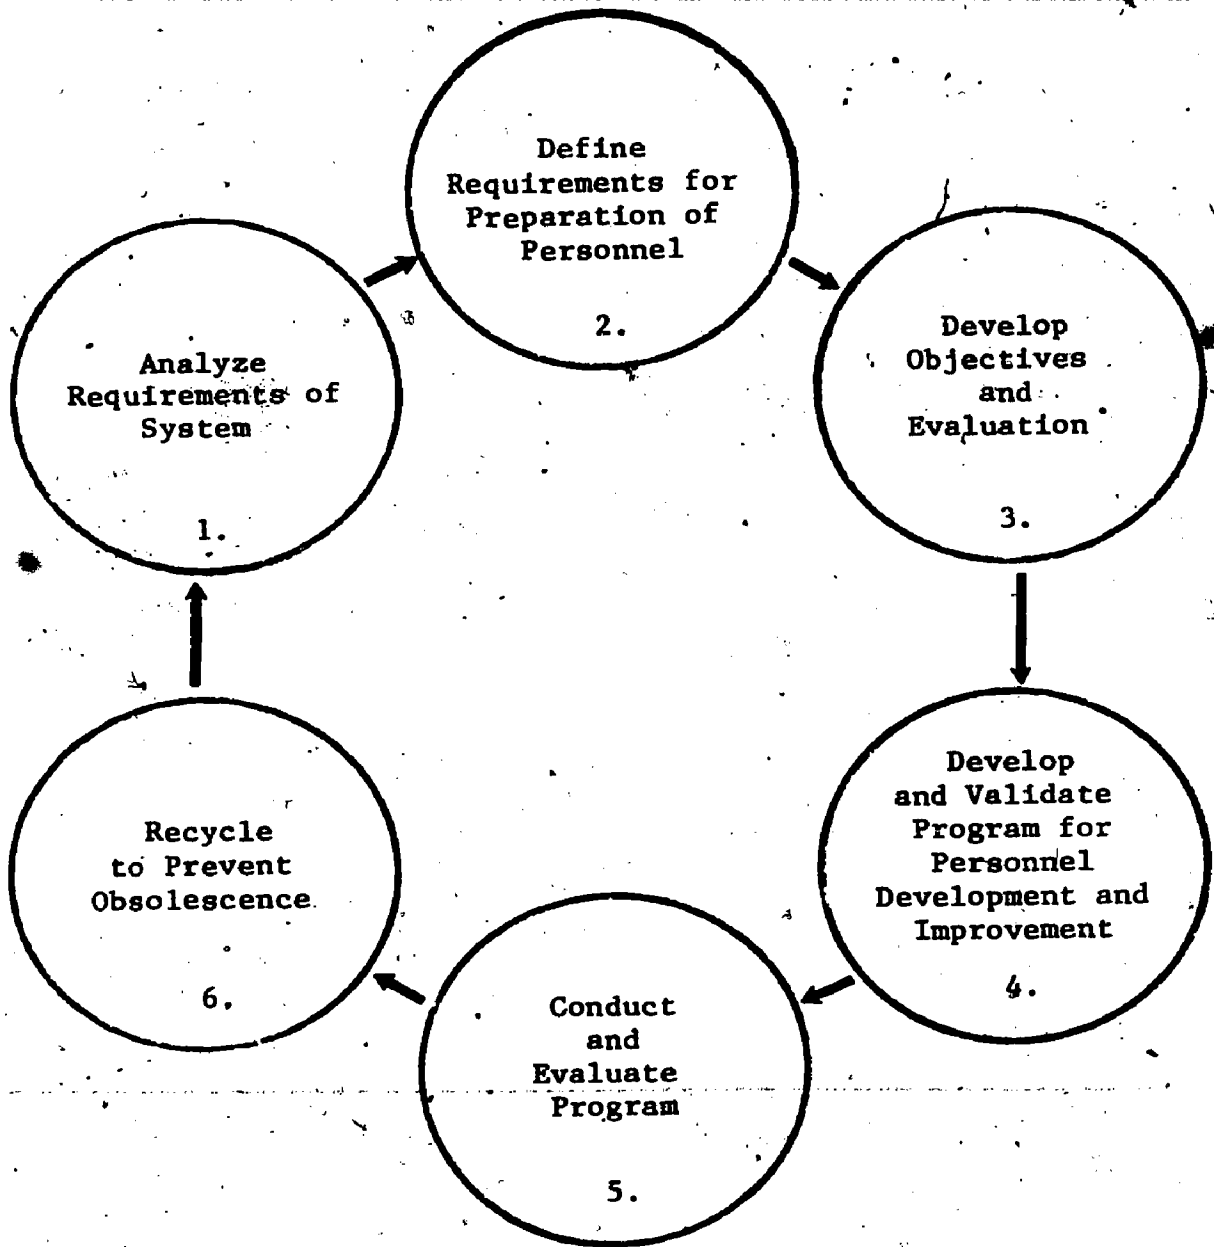 Analyze
Requirements of
System
1.
Define
Requirements for
Preparation of
Personnel
2.
Develop
Objectives
and
Evaluation
3.
Develop
and Validate
Program for
Personnel
Development and
Improvement
4.
Conduct
and
Evaluate
Program
5.
Recycle
to Prevent
Obsolescence
6.